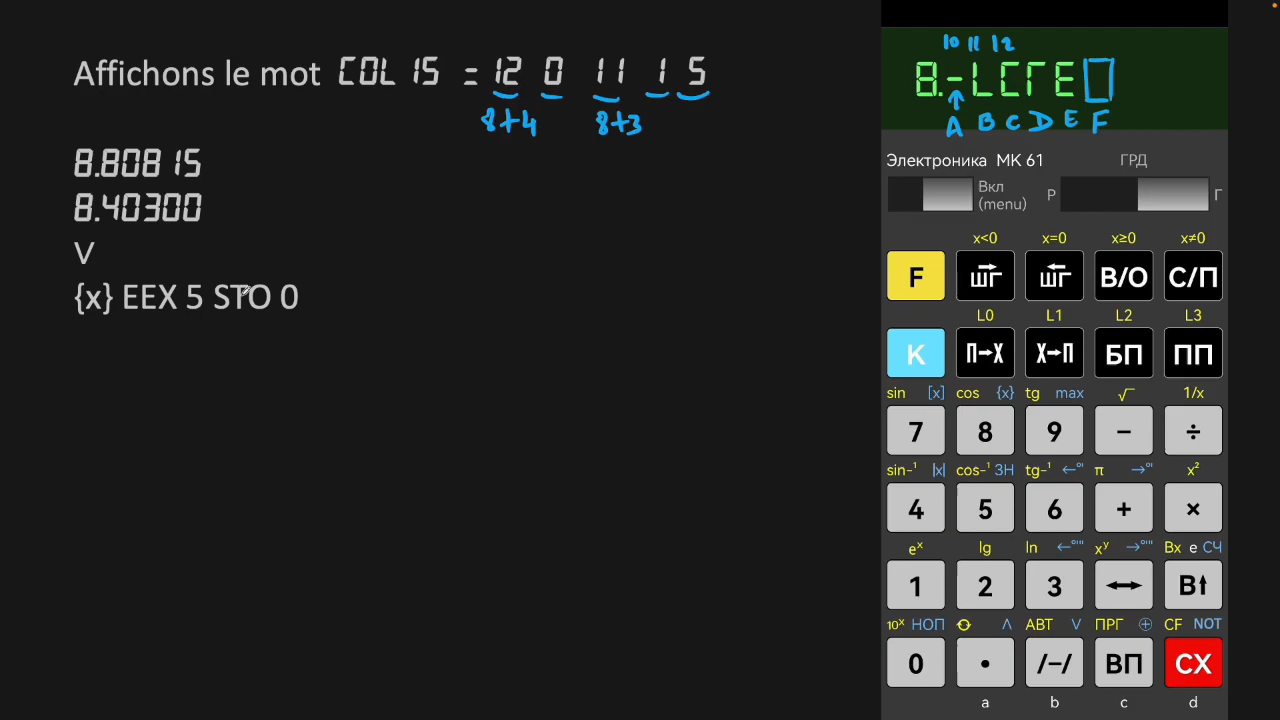 Affichons le mot COL 15 = 12 0 11 1 5
8+4 8+3
8.80815
8.40300
V
{x} EEX 5 STO 0
10 11 12
8.-LCГE
A B C D E F
Электроника МК 61 ГРД
Вкл (menu) Р Г
x<0 x=0 x≥0 x≠0
F ШГ ШГ В/О С/П
L0 L1 L2 L3
K П→X X→П БП ПП
sin [x] cos {x} tg max √ 1/x
7 8 9 − ÷
sin-¹ |x| cos-¹ ЗН tg-¹ ←°' π →°' x²
4 5 6 + ×
eˣ lg ln ←°'" xʸ →°'" Вх е СЧ
1 2 3 ↔ В↑
10ˣ НОП ⟲ Λ АВТ V ПРГ ⊕ CF NOT
0 • /−/ ВП CX
a b c d